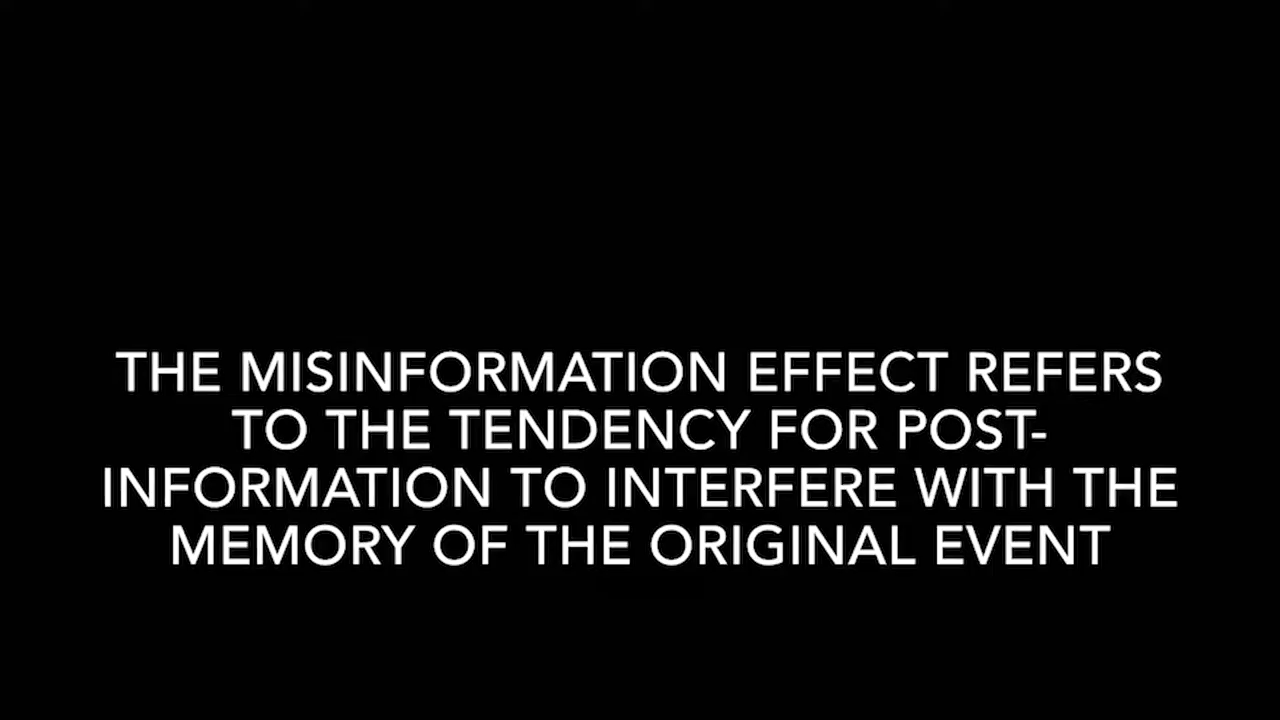 THE MISINFORMATION EFFECT REFERS
TO THE TENDENCY FOR POST-
INFORMATION TO INTERFERE WITH THE
MEMORY OF THE ORIGINAL EVENT